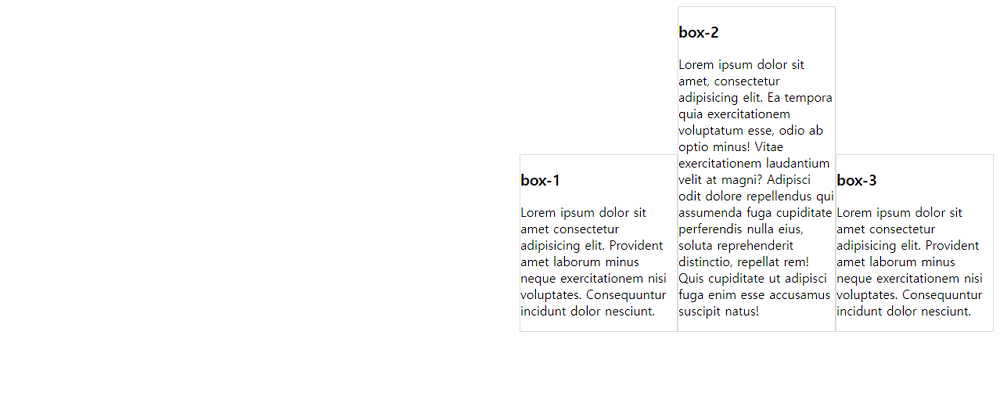 box-1
Lorem ipsum dolor sit
amet consectetur
adipisicing elit. Provident
amet laborum minus
neque exercitationem nisi
voluptates. Consequuntur
incidunt dolor nesciunt.
box-2
Lorem ipsum dolor sit
amet, consectetur
adipisicing elit. Ea tempora
quia exercitationem
voluptatum esse, odio ab
optio minus! Vitae
exercitationem laudantium
velit at magni? Adipisci
odit dolore repellendus qui
assumenda fuga cupiditate
perferendis nulla eius,
soluta reprehenderit
distinctio, repellat rem!
Quis cupiditate ut adipisci
fuga enim esse accusamus
suscipit natus!
box-3
Lorem ipsum dolor sit
amet consectetur
adipisicing elit. Provident
amet laborum minus
neque exercitationem nisi
voluptates. Consequuntur
incidunt dolor nesciunt.